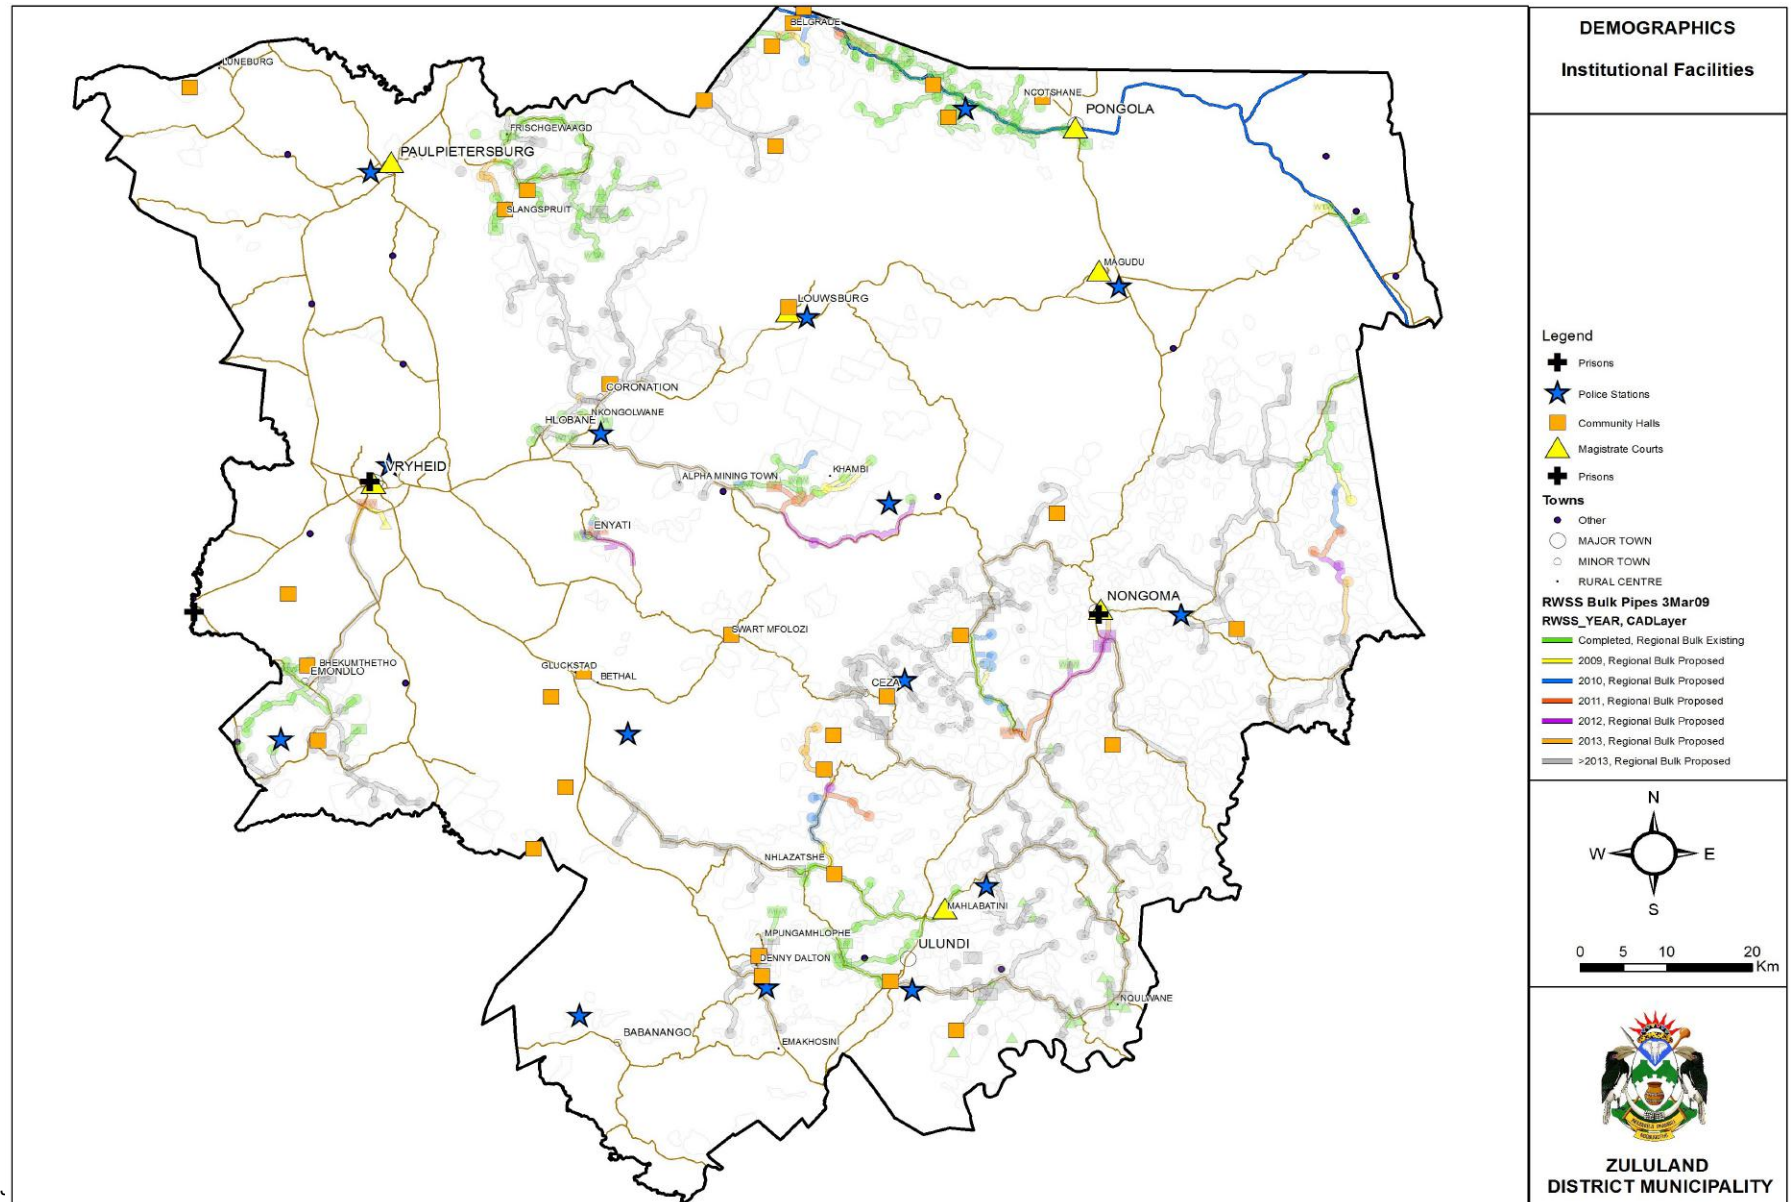 DEMOGRAPHICS
Institutional Facilities
BELGRADE
LUNEBURG
NCOTSHANE
PONGOLA
FRISCHGEWAAGD
PAULPIETERSBURG
SLANGSPRUIT
MAGUDU
LOUWSBURG
CORONATION
NKONGOLWANE
HLOBANE
VRYHEID
KHAMBI
ALPHA MINING TOWN
ENYATI
NONGOMA
SWART MFOLOZI
BHEKUMTHETHO
EMONDLO
GLUCKSTAD
BETHAL
CEZA
NHLAZATSHE
MAHLABATINI
MPUNGAMHLOPHE
ULUNDI
DENNY DALTON
NQULWANE
BABANANGO
EMAKHOSINI
Legend
Prisons
Police Stations
Community Halls
Magistrate Courts
Prisons
Towns
Other
MAJOR TOWN
MINOR TOWN
RURAL CENTRE
RWSS Bulk Pipes 3Mar09
RWSS_YEAR, CADLayer
Completed, Regional Bulk Existing
2009, Regional Bulk Proposed
2010, Regional Bulk Proposed
2011, Regional Bulk Proposed
2012, Regional Bulk Proposed
2013, Regional Bulk Proposed
>2013, Regional Bulk Proposed
N
W E
S
0 5 10 20
Km
ZULULAND
DISTRICT MUNICIPALITY